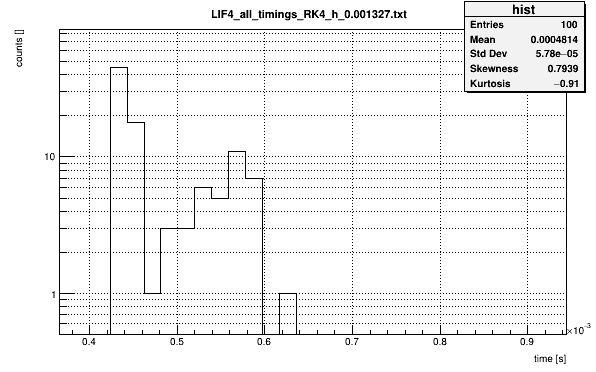 LIF4_all_timings_RK4_h_0.001327.txt
hist
Entries 100
Mean 0.0004814
Std Dev 5.78e−05
Skewness 0.7939
Kurtosis −0.91
counts []
10
1
0.4 0.5 0.6 0.7 0.8 0.9
×10⁻³
time [s]